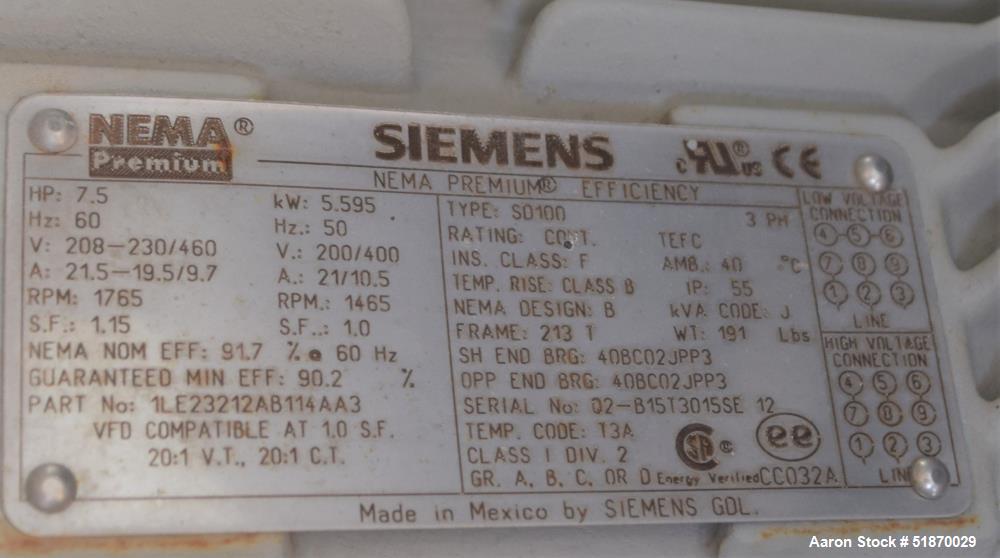 NEMA®
Premium
SIEMENS
c UL® US CE
NEMA PREMIUM® EFFICIENCY
HP: 7.5 kW: 5.595
Hz: 60 Hz.: 50
V: 208-230/460 V.: 200/400
A: 21.5-19.5/9.7 A.: 21/10.5
RPM: 1765 RPM: 1465
S.F.: 1.15 S.F..: 1.0
NEMA NOM EFF: 91.7 % @ 60 Hz
GUARANTEED MIN EFF: 90.2 %
PART No: 1LE23212AB114AA3
VFD COMPATIBLE AT 1.0 S.F.
20:1 V.T., 20:1 C.T.
TYPE: SD100 3 PH
RATING: CONT. TEFC
INS. CLASS: F AMB.: 40 °C
TEMP. RISE: CLASS B IP: 55
NEMA DESIGN: B kVA CODE: J
FRAME: 213 T WT: 191 Lbs
SH END BRG: 40BC02JPP3
OPP END BRG: 40BC02JPP3
SERIAL No: 02-B15T3015SE 12
TEMP. CODE: T3A
CLASS I DIV. 2
GR. A, B, C, OR D
SA
ee
Energy Verified CC032A
LOW VOLTAGE
CONNECTION
4-5-6
7 8 9
1 2 3
LINE
HIGH VOLTAGE
CONNECTION
4 5 6
7 8 9
1 2 3
LINE
Made in Mexico by SIEMENS GDL.
Aaron Stock # 51870029